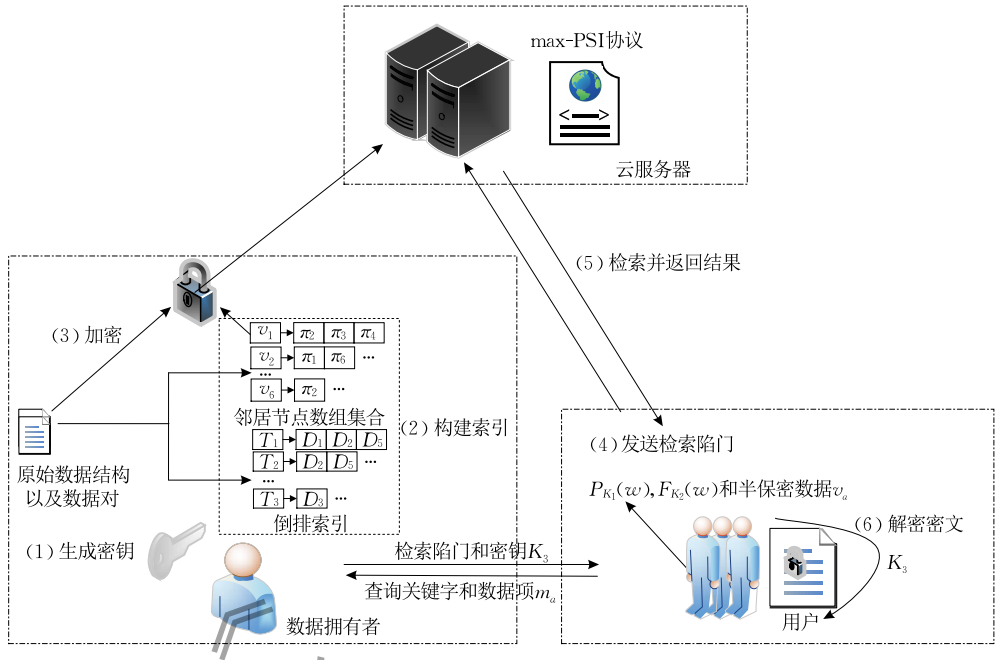 max-PSI协议
云服务器
(5)检索并返回结果
(3)加密
v₁ π₂ π₃ π₄
v₂ π₁ π₆ ···
···
v₆ π₂ ···
邻居节点数组集合
(2)构建索引
T₁ D₁ D₂ D₅
T₂ D₂ D₅ ···
···
T₃ D₃ ···
倒排索引
原始数据结构
以及数据对
(1)生成密钥
数据拥有者
检索陷门和密钥K₃
查询关键字和数据项mₐ
(4)发送检索陷门
P_{K₁}(w),F_{K₂}(w)和半保密数据vₐ
(6)解密密文
K₃
用户